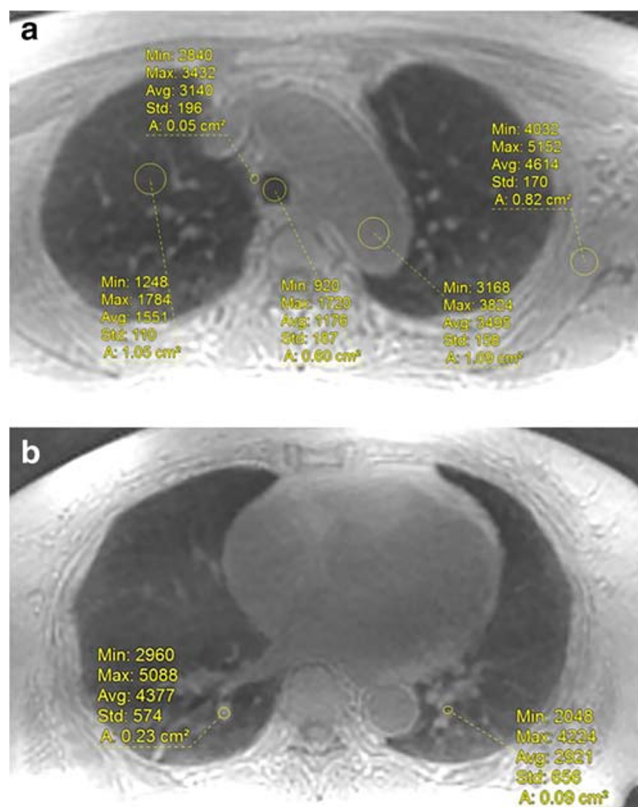 a
Min: 2840
Max: 3432
Avg: 3140
Std: 196
A: 0.05 cm²
Min: 4032
Max: 5152
Avg: 4614
Std: 170
A: 0.82 cm²
Min: 1248
Max: 1784
Avg: 1551
Std: 110
A: 1.05 cm²
Min: 920
Max: 1720
Avg: 1176
Std: 187
A: 0.60 cm²
Min: 3168
Max: 3824
Avg: 3495
Std:
A: 1.09 cm²
b
Min: 2960
Max: 5088
Avg: 4377
Std: 574
A: 0.23 cm²
Min: 2048
Max: 4224
Avg: 2921
Std: 656
A: 0.09 cm²